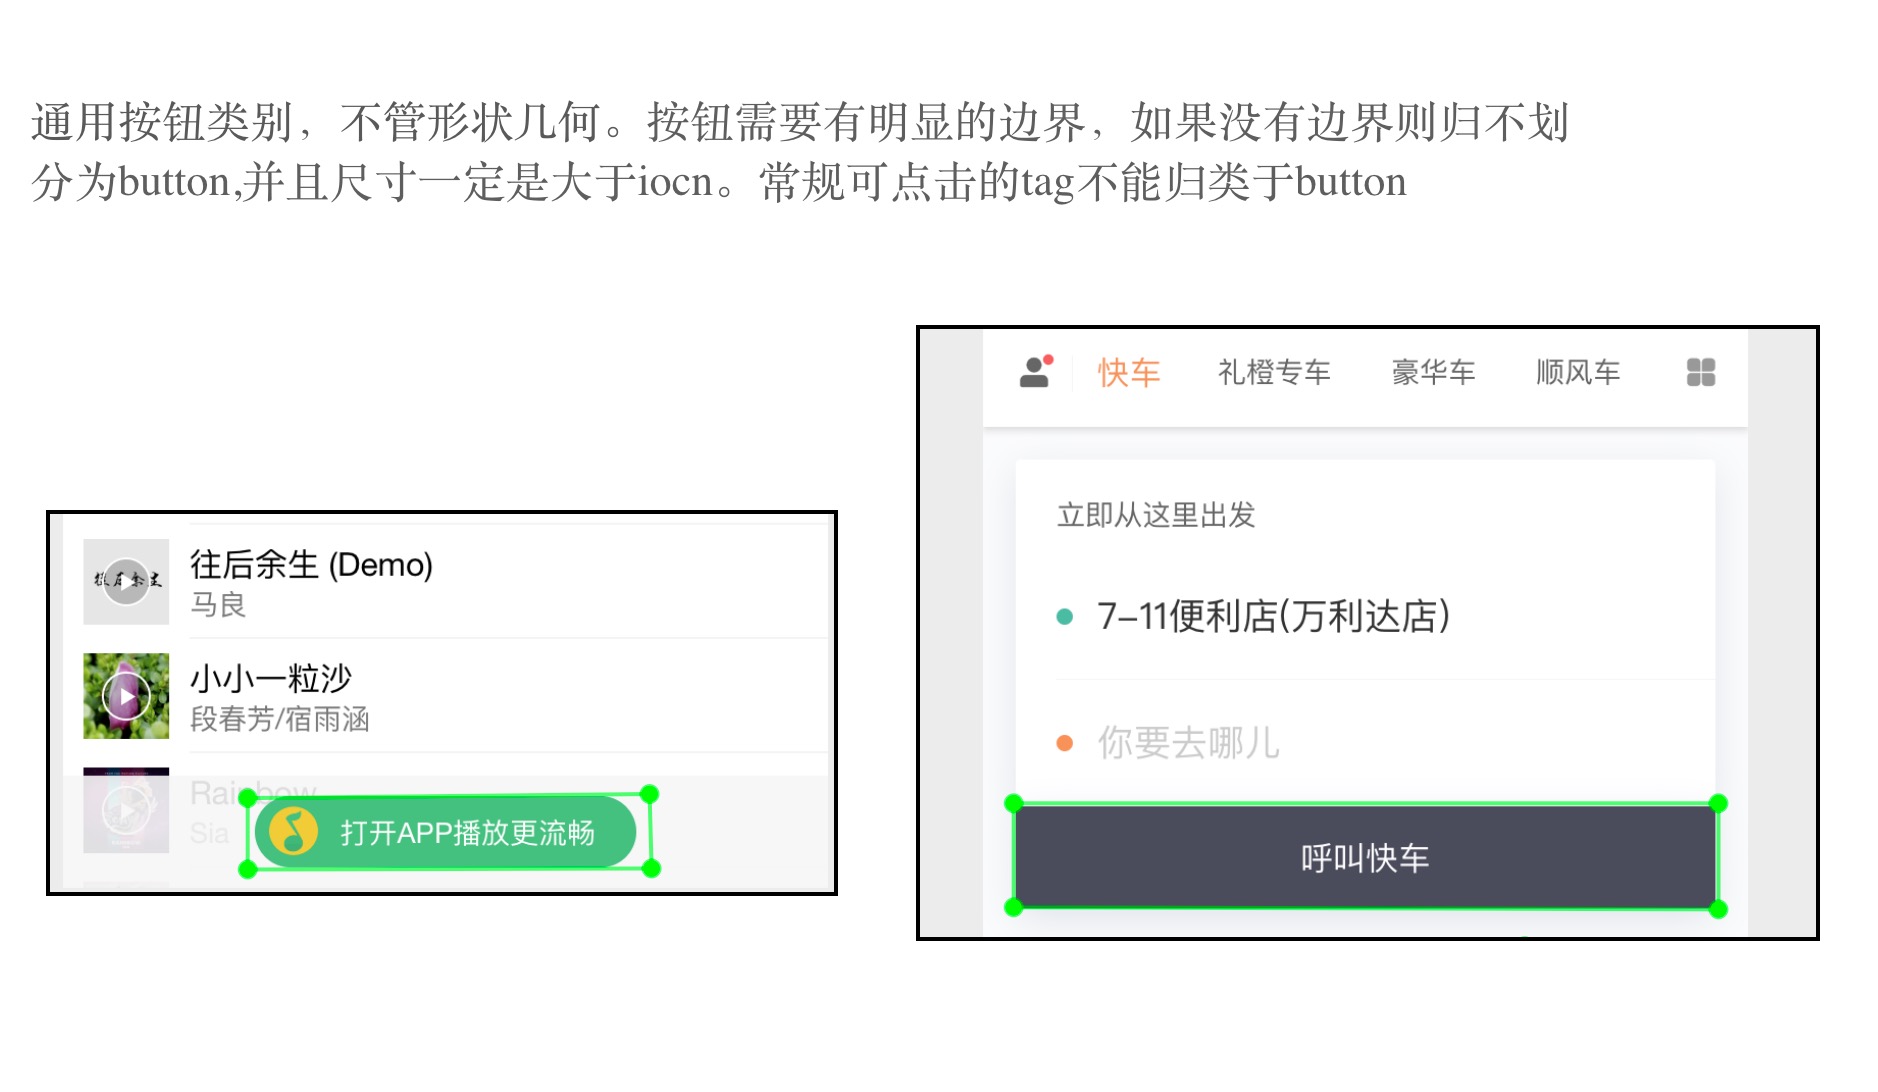 通用按钮类别，不管形状几何。按钮需要有明显的边界，如果没有边界则归不划
分为button,并且尺寸一定是大于iocn。常规可点击的tag不能归类于button
往后余生
往后余生 (Demo)
马良
小小一粒沙
段春芳/宿雨涵
Rainbow
Sia
打开APP播放更流畅
快车 礼橙专车 豪华车 顺风车
立即从这里出发
7-11便利店(万利达店)
你要去哪儿
呼叫快车